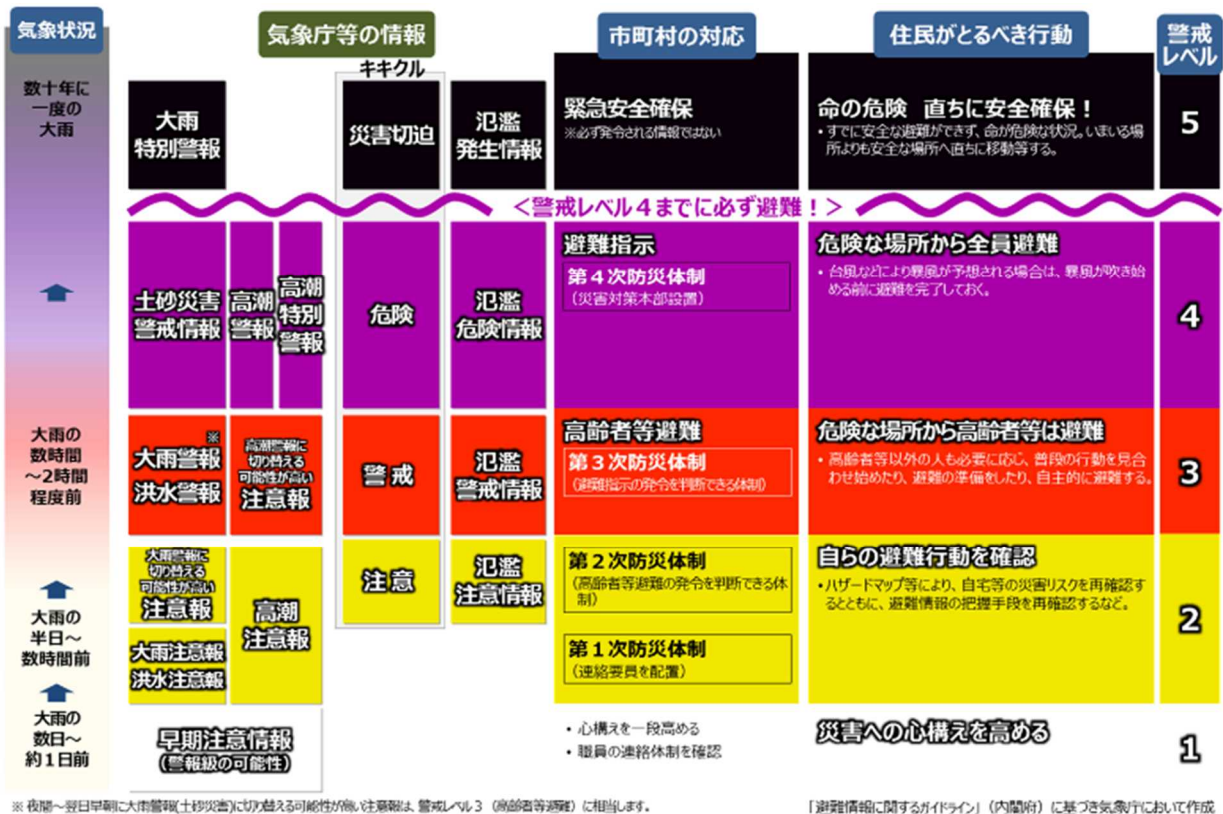 気象状況
気象庁等の情報
市町村の対応
住民がとるべき行動
警戒
レベル
キキクル
数十年に
一度の
大雨
大雨
特別警報
災害切迫
氾濫
発生情報
緊急安全確保
※必ず発令される情報ではない
命の危険 直ちに安全確保！
・すでに安全な避難ができず、命が危険な状況。いまいる場
所よりも安全な場所へ直ちに移動等する。
5
＜警戒レベル４までに必ず避難！＞
土砂災害
警戒情報
高潮
警報
高潮
特別
警報
危険
氾濫
危険情報
避難指示
第４次防災体制
（災害対策本部設置）
危険な場所から全員避難
・台風などにより暴風が予想される場合は、暴風が吹き始
める前に避難を完了しておく。
4
大雨の
数時間
～2時間
程度前
※
大雨警報
洪水警報
高潮警報に
切り替える
可能性が高い
注意報
警戒
氾濫
警戒情報
高齢者等避難
第３次防災体制
（避難指示の発令を判断できる体制）
危険な場所から高齢者等は避難
・高齢者等以外の人も必要に応じ、普段の行動を見合
わせ始めたり、避難の準備をしたり、自主的に避難する。
3
大雨の
半日～
数時間前
大雨警報に
切り替える
可能性が高い
注意報
大雨注意報
洪水注意報
高潮
注意報
注意
氾濫
注意情報
第２次防災体制
（高齢者等避難の発令を判断できる体
制）
第１次防災体制
（連絡要員を配置）
自らの避難行動を確認
・ハザードマップ等により、自宅等の災害リスクを再確認す
るとともに、避難情報の把握手段を再確認するなど。
2
大雨の
数日～
約１日前
早期注意情報
（警報級の可能性）
・心構えを一段高める
・職員の連絡体制を確認
災害への心構えを高める
1
※ 夜間～翌日早朝に大雨警報(土砂災害)に切り替える可能性が高い注意報は、警戒レベル３（高齢者等避難）に相当します。
「避難情報に関するガイドライン」（内閣府）に基づき気象庁において作成